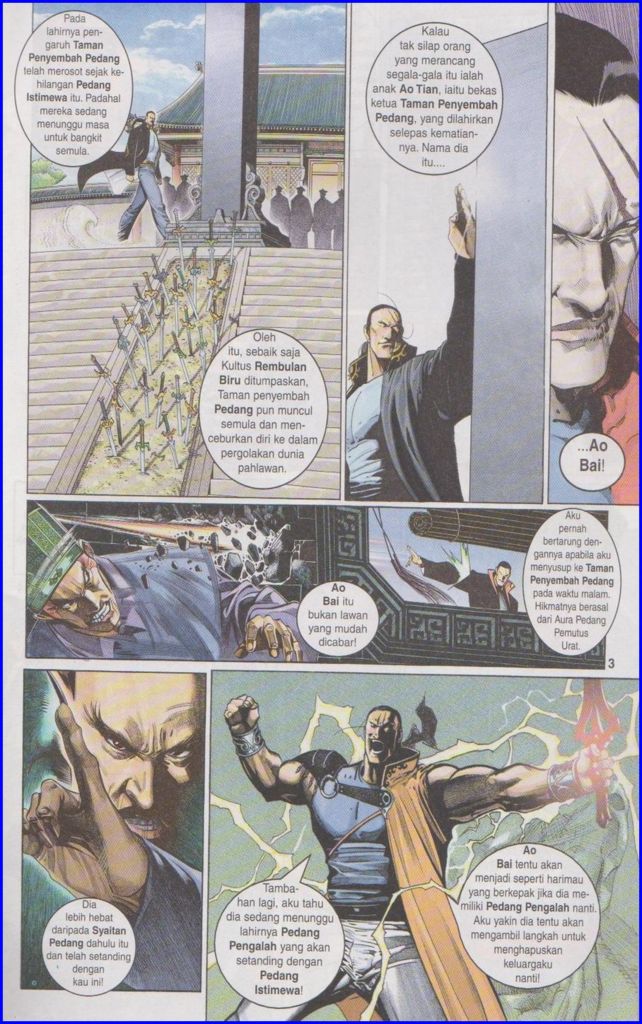 Pada
lahirnya pen-
garuh Taman
Penyembah Pedang
telah merosot sejak ke-
hilangan Pedang
Istimewa itu. Padahal
mereka sedang
menunggu masa
untuk bangkit
semula.
Oleh
itu, sebaik saja
Kultus Rembulan
Biru ditumpaskan,
Taman penyembah
Pedang pun muncul
semula dan men-
ceburkan diri ke dalam
pergolakan dunia
pahlawan.
Kalau
tak silap orang
yang merancang
segala-gala itu ialah
anak Ao Tian, iaitu bekas
ketua Taman Penyembah
Pedang, yang dilahirkan
selepas kematian-
nya. Nama dia
itu....
...Ao
Bai!
Ao
Bai itu
bukan lawan
yang mudah
dicabar!
Aku
pernah
bertarung den-
gannya apabila aku
menyusup ke Taman
Penyembah Pedang
pada waktu malam.
Hikmatnya berasal
dari Aura Pedang
Pemutus
Urat.
3
Dia
lebih hebat
daripada Syaitan
Pedang dahulu itu
dan telah setanding
dengan
kau ini!
Tamba-
han lagi, aku tahu
dia sedang menunggu
lahirnya Pedang
Pengalah yang akan
setanding dengan
Pedang
Istimewa!
Ao
Bai tentu akan
menjadi seperti harimau
yang berkepak jika dia me-
miliki Pedang Pengalah nanti.
Aku yakin dia tentu akan
mengambil langkah untuk
menghapuskan
keluargaku
nanti!